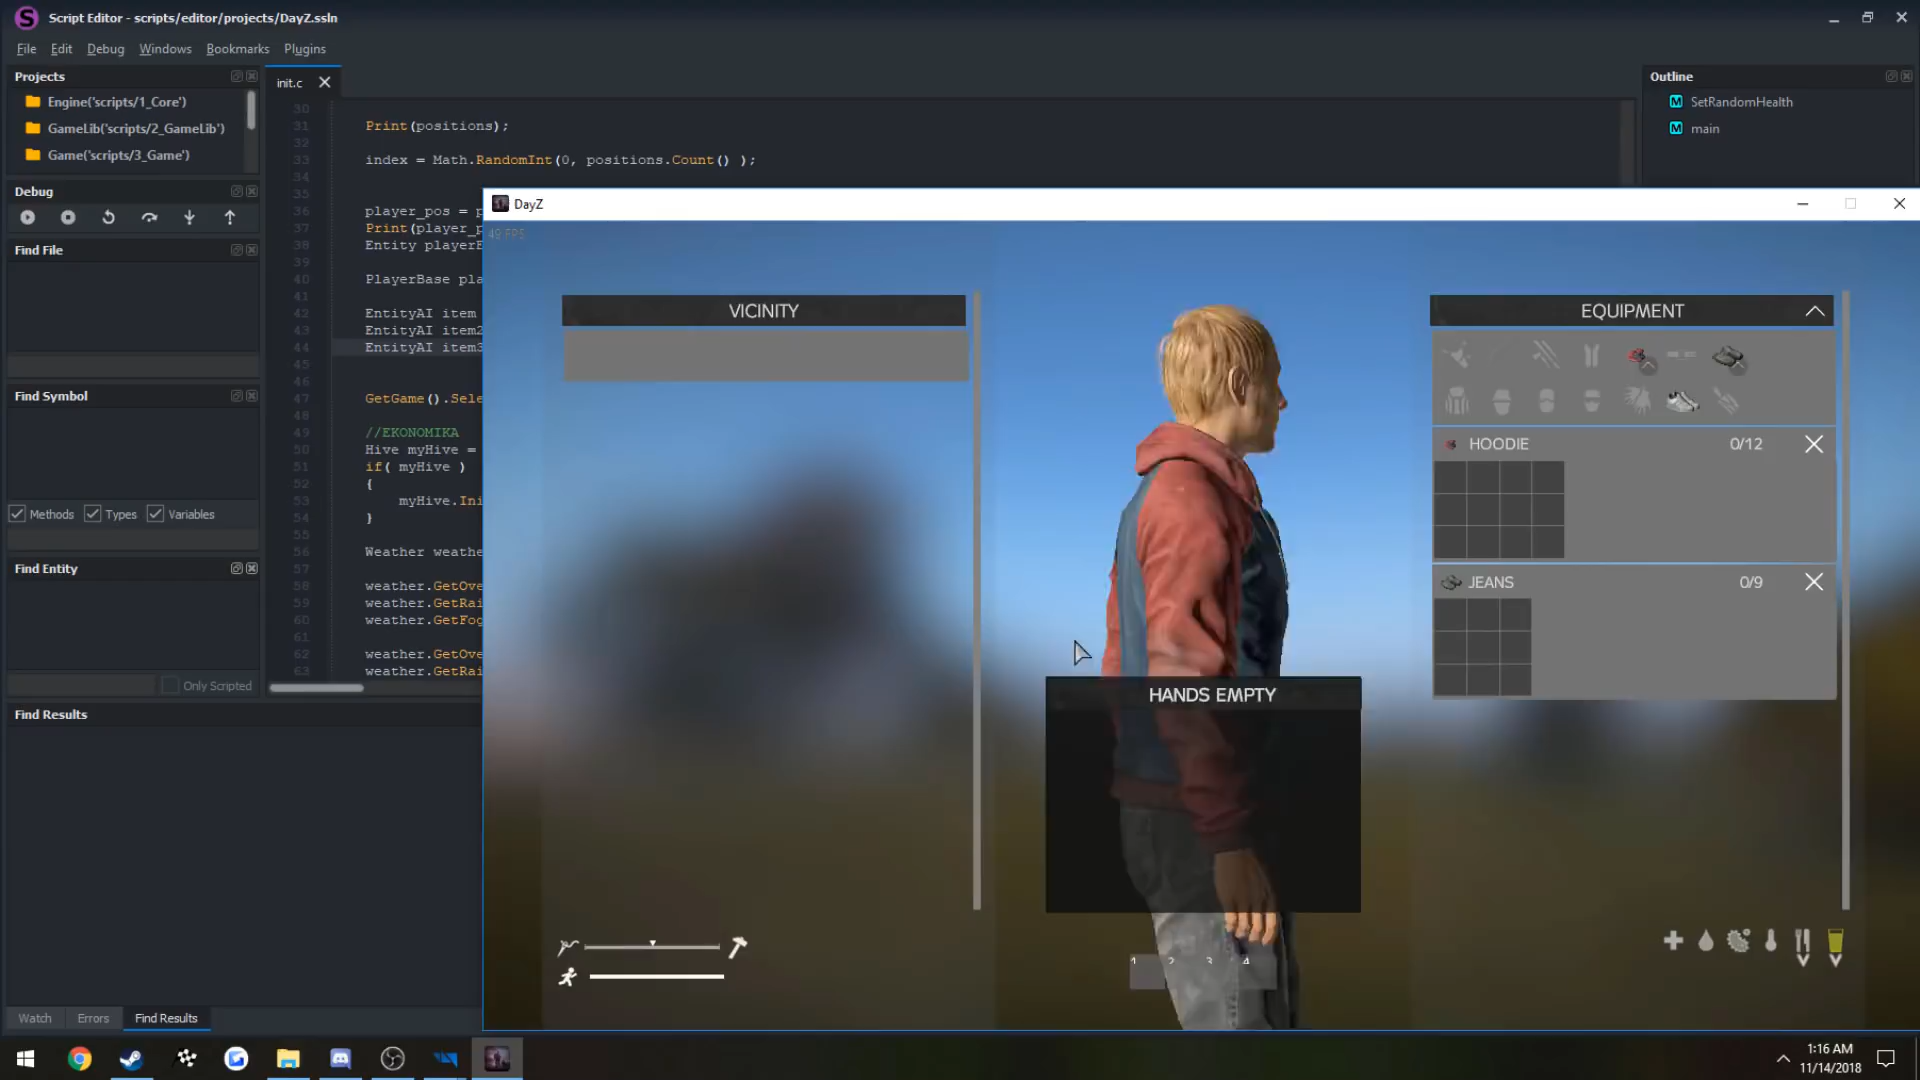 Script Editor - scripts/editor/projects/DayZ.ssln
File Edit Debug Windows Bookmarks Plugins
Projects
Engine('scripts/1_Core')
GameLib('scripts/2_GameLib')
Game('scripts/3_Game')
Debug
Find File
Find Symbol
Methods Types Variables
Find Entity
Only Scripted
Find Results
Watch Errors Find Results
init.c
30
31 Print(positions);
32
33 index = Math.RandomInt(0, positions.Count() );
34
35
36 player_pos = p
37 Print(player_p
38 Entity playerE
39
40 PlayerBase pla
41
42 EntityAI item
43 EntityAI item2
44 EntityAI item3
45
46
47 GetGame().Sele
48
49 //EKONOMIKA
50 Hive myHive =
51 if( myHive )
52 {
53 myHive.Ini
54 }
55
56 Weather weathe
57
58 weather.GetOve
59 weather.GetRai
60 weather.GetFog
61
62 weather.GetOve
63 weather.GetRai
Outline
SetRandomHealth
main
DayZ
49 FPS
VICINITY
HANDS EMPTY
1 2 3 4
EQUIPMENT
HOODIE 0/12
JEANS 0/9
1:16 AM
11/14/2018